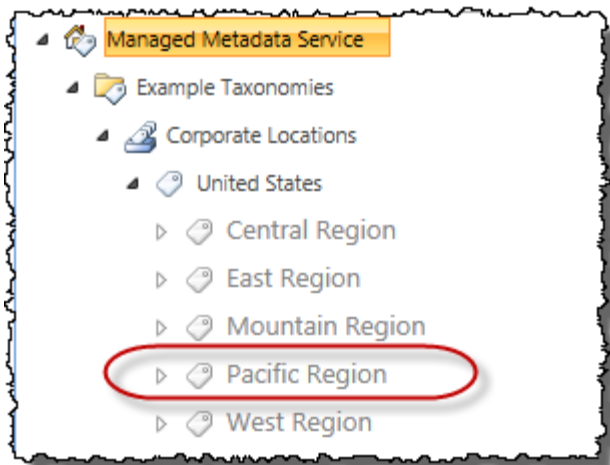 Managed Metadata Service
Example Taxonomies
Corporate Locations
United States
Central Region
East Region
Mountain Region
Pacific Region
West Region